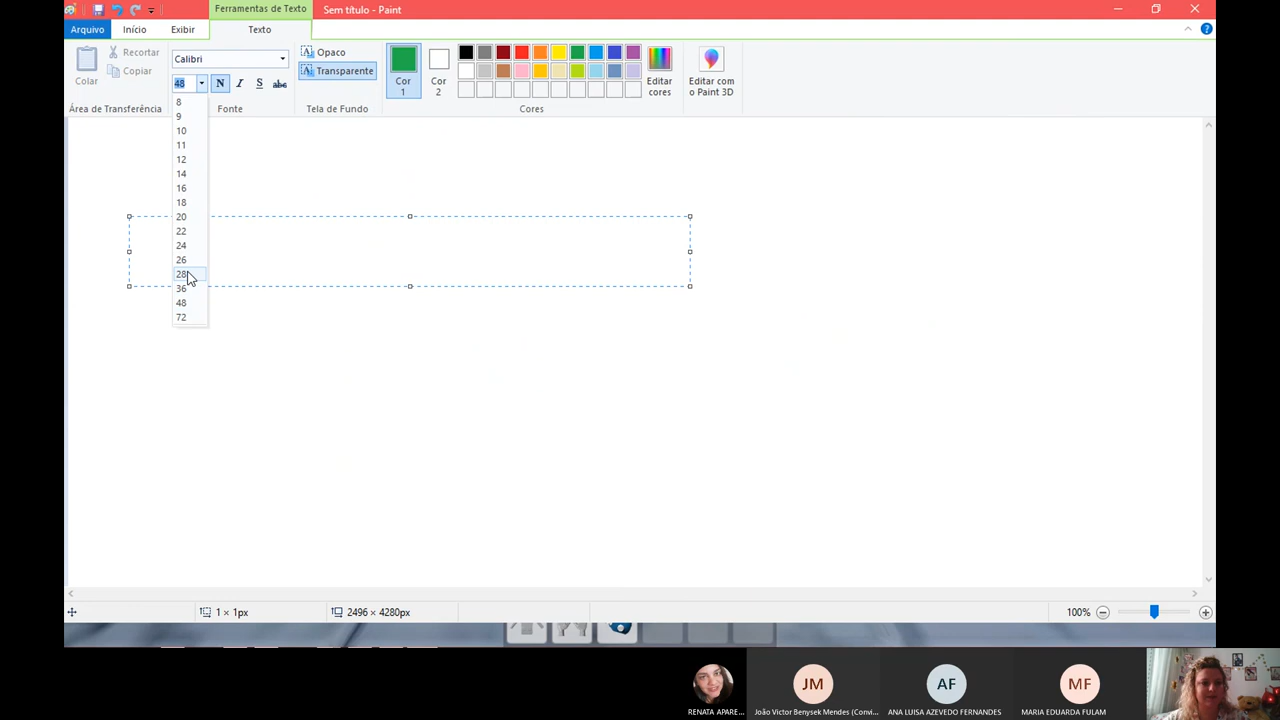 Ferramentas de Texto
Sem título - Paint
Arquivo
Início
Exibir
Texto
Colar
Recortar
Copiar
Área de Transferência
Calibri
48
N
I
S
abc
Fonte
Opaco
Transparente
Tela de Fundo
Cor
1
Cor
2
Editar
cores
Cores
Editar com
o Paint 3D
8
9
10
11
12
14
16
18
20
22
24
26
28
36
48
72
1 × 1px
2496 × 4280px
100%
RENATA APARE...
JM
João Victor Benysek Mendes (Convi...
AF
ANA LUISA AZEVEDO FERNANDES
MF
MARIA EDUARDA FULAM